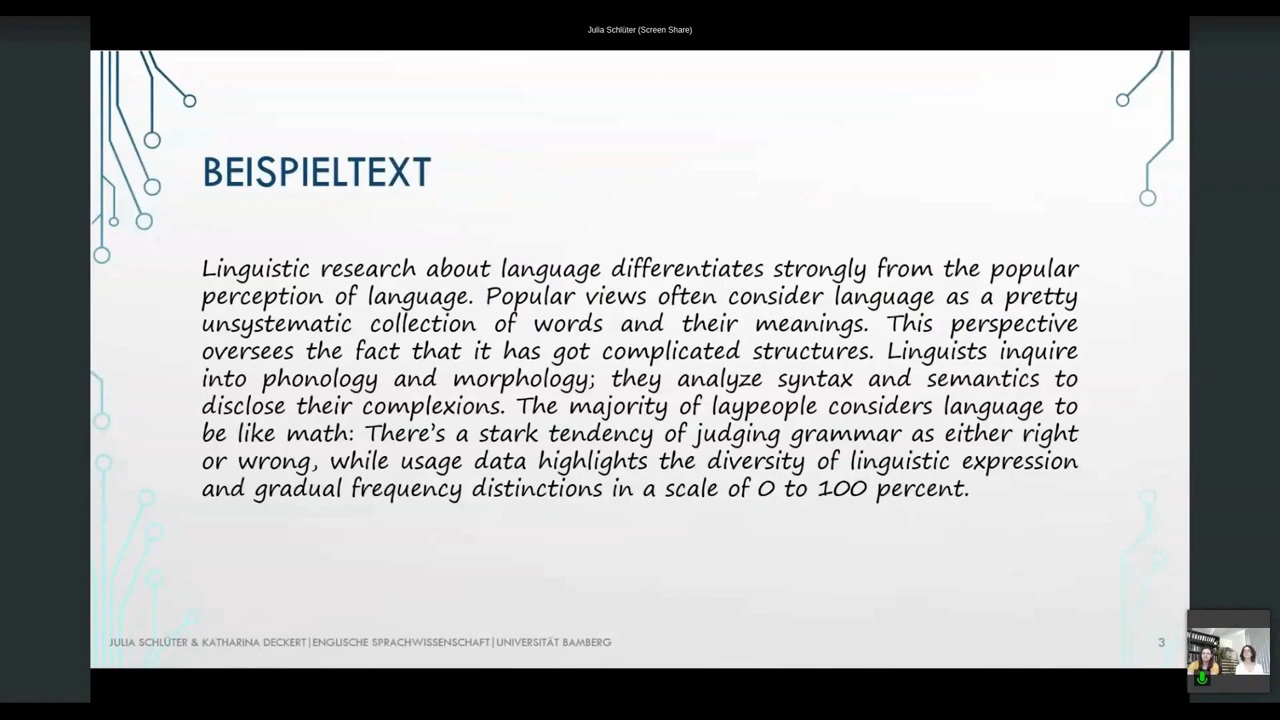 Julia Schlüter (Screen Share)
BEISPIELTEXT
Linguistic research about language differentiates strongly from the popular
perception of language. Popular views often consider language as a pretty
unsystematic collection of words and their meanings. This perspective
oversees the fact that it has got complicated structures. Linguists inquire
into phonology and morphology; they analyze syntax and semantics to
disclose their complexions. The majority of laypeople considers language to
be like math: There's a stark tendency of judging grammar as either right
or wrong, while usage data highlights the diversity of linguistic expression
and gradual frequency distinctions in a scale of 0 to 100 percent.
JULIA SCHLÜTER & KATHARINA DECKERT|ENGLISCHE SPRACHWISSENSCHAFT|UNIVERSITÄT BAMBERG
3